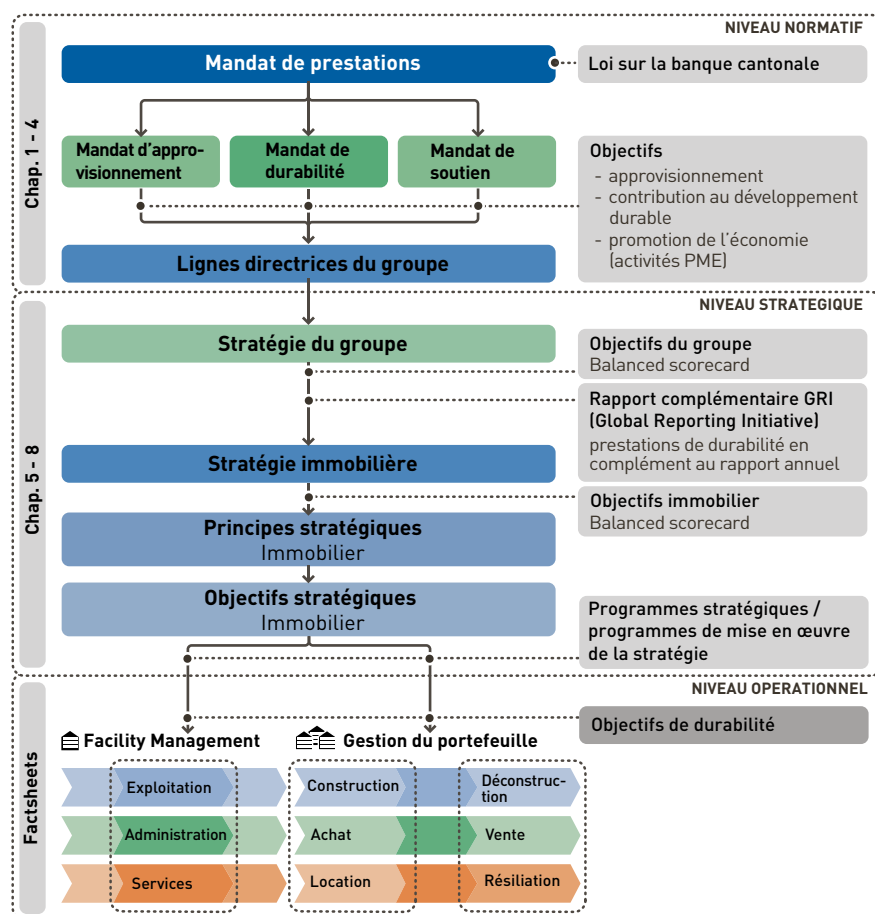 NIVEAU NORMATIF
Chap. 1 - 4
Mandat de prestations
Loi sur la banque cantonale
Mandat d'appro-
visionnement
Mandat de
durabilité
Mandat de
soutien
Objectifs
- approvisionnement
- contribution au développement
durable
- promotion de l'économie
(activités PME)
Lignes directrices du groupe
NIVEAU STRATEGIQUE
Chap. 5 - 8
Stratégie du groupe
Objectifs du groupe
Balanced scorecard
Rapport complémentaire GRI
(Global Reporting Initiative)
prestations de durabilité en
complément au rapport annuel
Stratégie immobilière
Objectifs immobilier
Balanced scorecard
Principes stratégiques
Immobilier
Objectifs stratégiques
Immobilier
Programmes stratégiques /
programmes de mise en œuvre
de la stratégie
NIVEAU OPERATIONNEL
Factsheets
Objectifs de durabilité
Facility Management
Gestion du portefeuille
Exploitation
Construction
Déconstruc-
tion
Administration
Achat
Vente
Services
Location
Résiliation